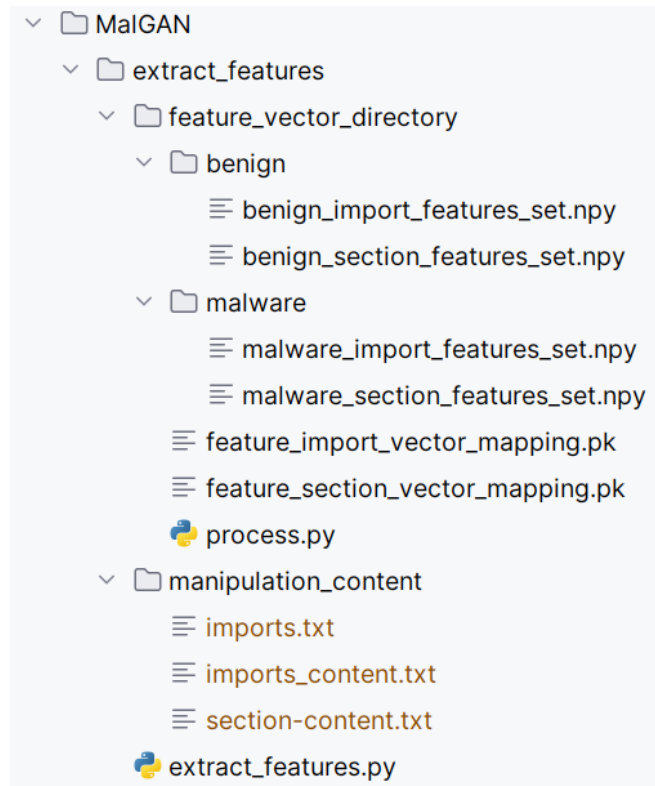 MalGAN
extract_features
feature_vector_directory
benign
benign_import_features_set.npy
benign_section_features_set.npy
malware
malware_import_features_set.npy
malware_section_features_set.npy
feature_import_vector_mapping.pk
feature_section_vector_mapping.pk
process.py
manipulation_content
imports.txt
imports_content.txt
section-content.txt
extract_features.py